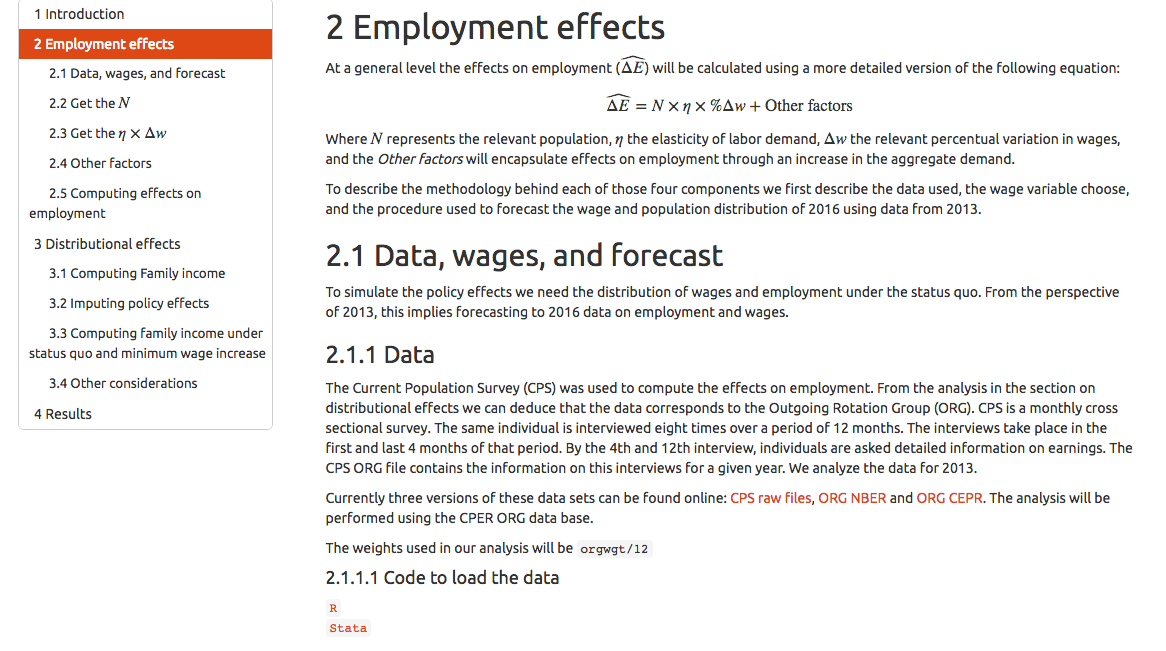 1 Introduction
2 Employment effects
2.1 Data, wages, and forecast
2.2 Get the N
2.3 Get the η × Δw
2.4 Other factors
2.5 Computing effects on
employment
3 Distributional effects
3.1 Computing Family income
3.2 Imputing policy effects
3.3 Computing family income under
status quo and minimum wage increase
3.4 Other considerations
4 Results
2 Employment effects
At a general level the effects on employment (\widehat{ΔE}) will be calculated using a more detailed version of the following equation:
\widehat{ΔE} = N × η × %Δw + Other factors
Where N represents the relevant population, η the elasticity of labor demand, Δw the relevant percentual variation in wages,
and the Other factors will encapsulate effects on employment through an increase in the aggregate demand.
To describe the methodology behind each of those four components we first describe the data used, the wage variable choose,
and the procedure used to forecast the wage and population distribution of 2016 using data from 2013.
2.1 Data, wages, and forecast
To simulate the policy effects we need the distribution of wages and employment under the status quo. From the perspective
of 2013, this implies forecasting to 2016 data on employment and wages.
2.1.1 Data
The Current Population Survey (CPS) was used to compute the effects on employment. From the analysis in the section on
distributional effects we can deduce that the data corresponds to the Outgoing Rotation Group (ORG). CPS is a monthly cross
sectional survey. The same individual is interviewed eight times over a period of 12 months. The interviews take place in the
first and last 4 months of that period. By the 4th and 12th interview, individuals are asked detailed information on earnings. The
CPS ORG file contains the information on this interviews for a given year. We analyze the data for 2013.
Currently three versions of these data sets can be found online: CPS raw files, ORG NBER and ORG CEPR. The analysis will be
performed using the CPER ORG data base.
The weights used in our analysis will be orgwgt/12
2.1.1.1 Code to load the data
R
Stata